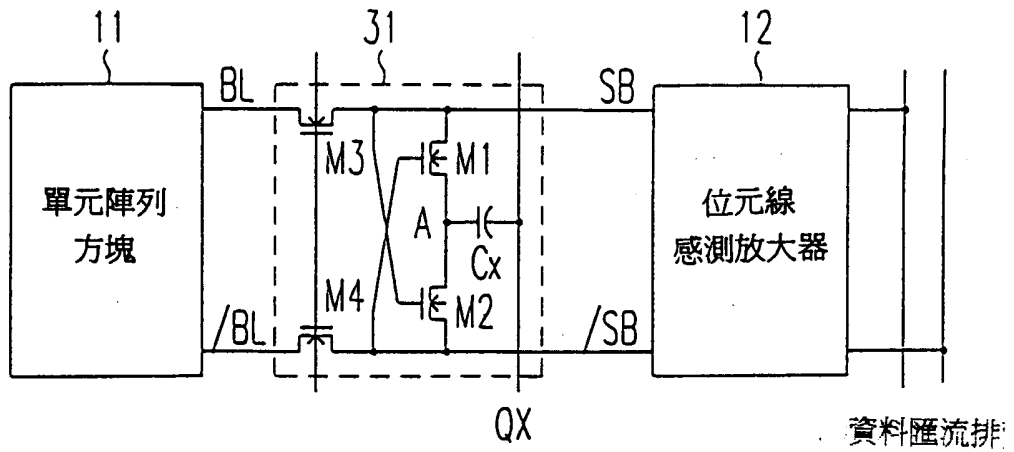 11
31
12
BL
SB
M3
M1
單元陣列
方塊
A
Cx
位元線
感測放大器
M4
M2
/BL
/SB
QX
資料匯流排